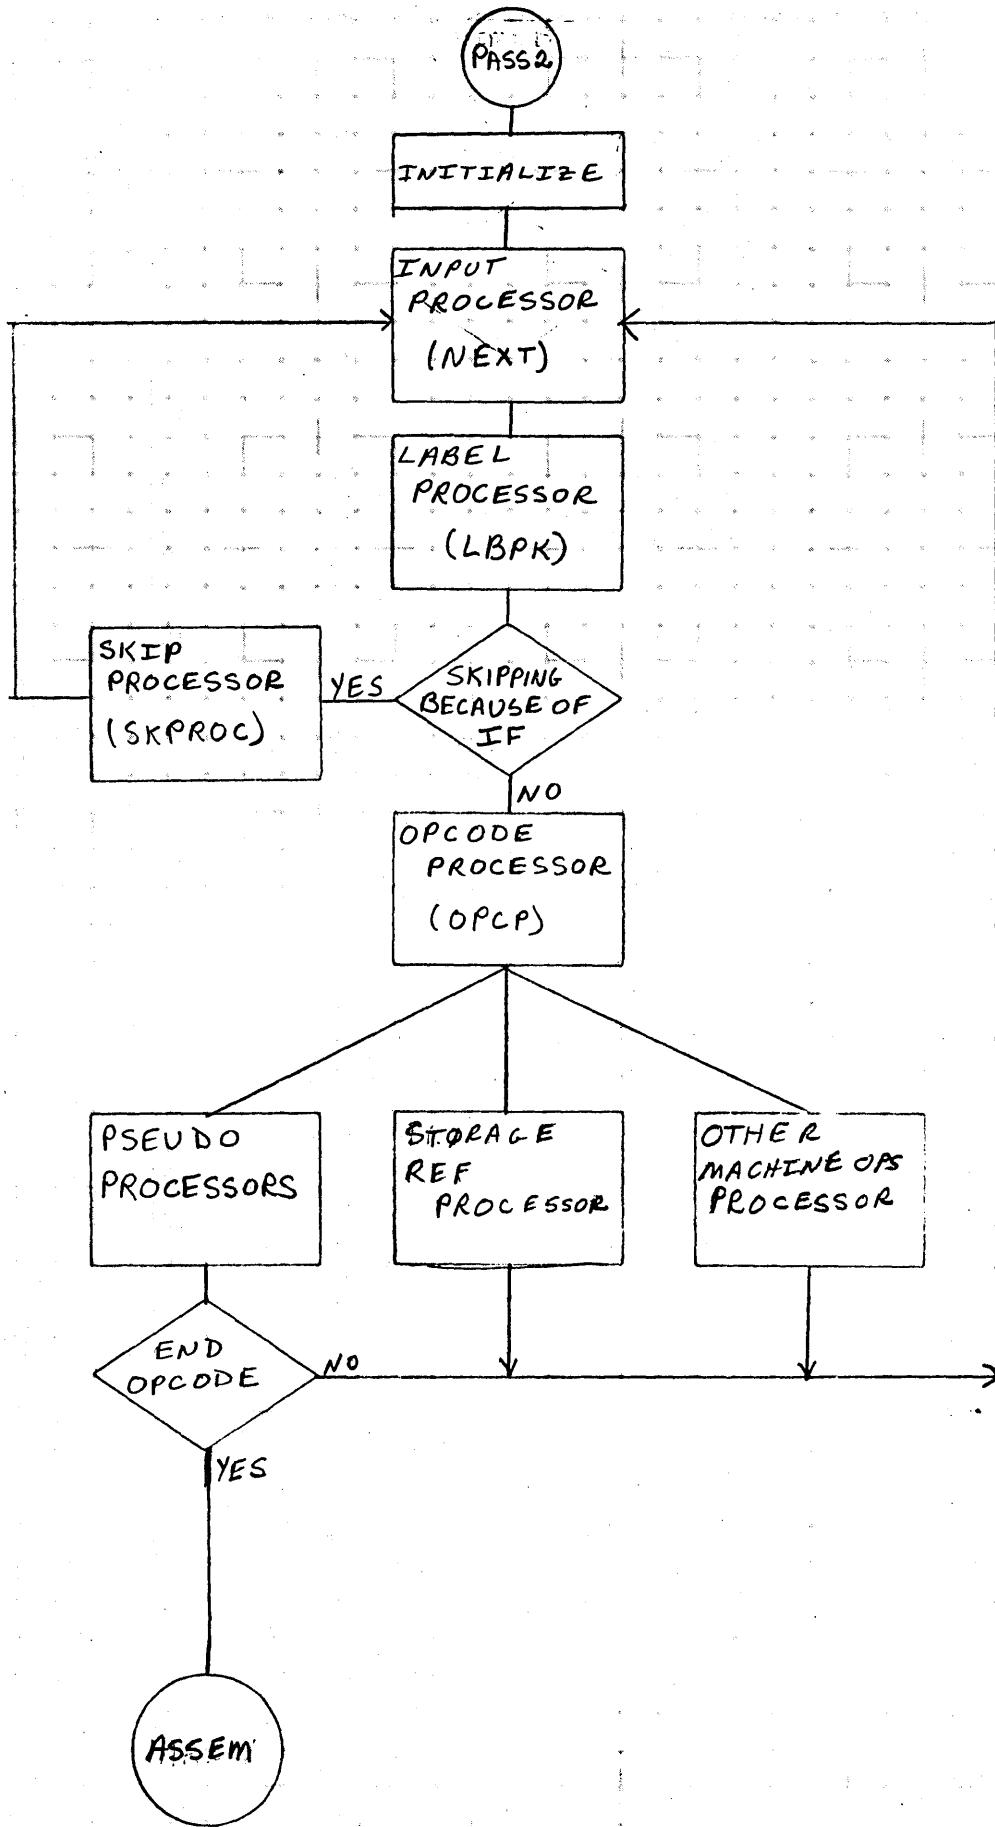 PASS2
INITIALIZE
INPUT
PROCESSOR
(NEXT)
LABEL
PROCESSOR
(LBPK)
SKIP
PROCESSOR
(SKPROC)
YES
SKIPPING
BECAUSE OF
IF
NO
OPCODE
PROCESSOR
(OPCP)
PSEUDO
PROCESSORS
STORAGE
REF
PROCESSOR
OTHER
MACHINE OPS
PROCESSOR
END
OPCODE
NO
YES
ASSEM